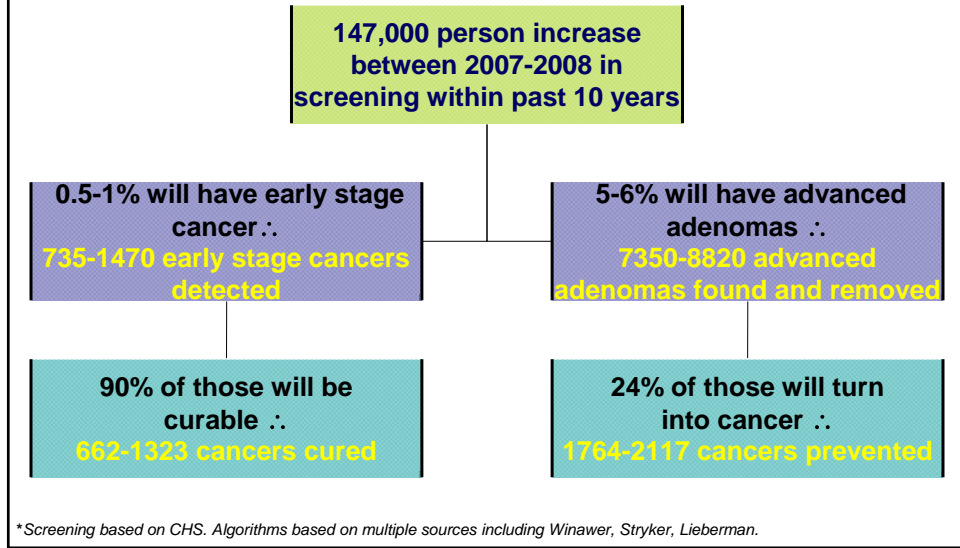 147,000 person increase
between 2007-2008 in
screening within past 10 years
0.5-1% will have early stage
cancer∴
735-1470 early stage cancers
detected
5-6% will have advanced
adenomas ∴
7350-8820 advanced
adenomas found and removed
90% of those will be
curable ∴
662-1323 cancers cured
24% of those will turn
into cancer ∴
1764-2117 cancers prevented
*Screening based on CHS. Algorithms based on multiple sources including Winawer, Stryker, Lieberman.